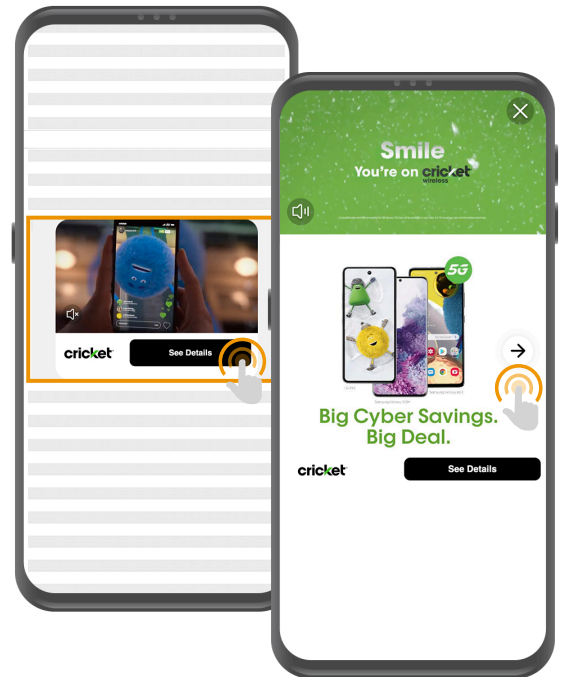 cricket
See Details
Smile
You're on cricket
wireless
5G
Big Cyber Savings.
Big Deal.
cricket
See Details